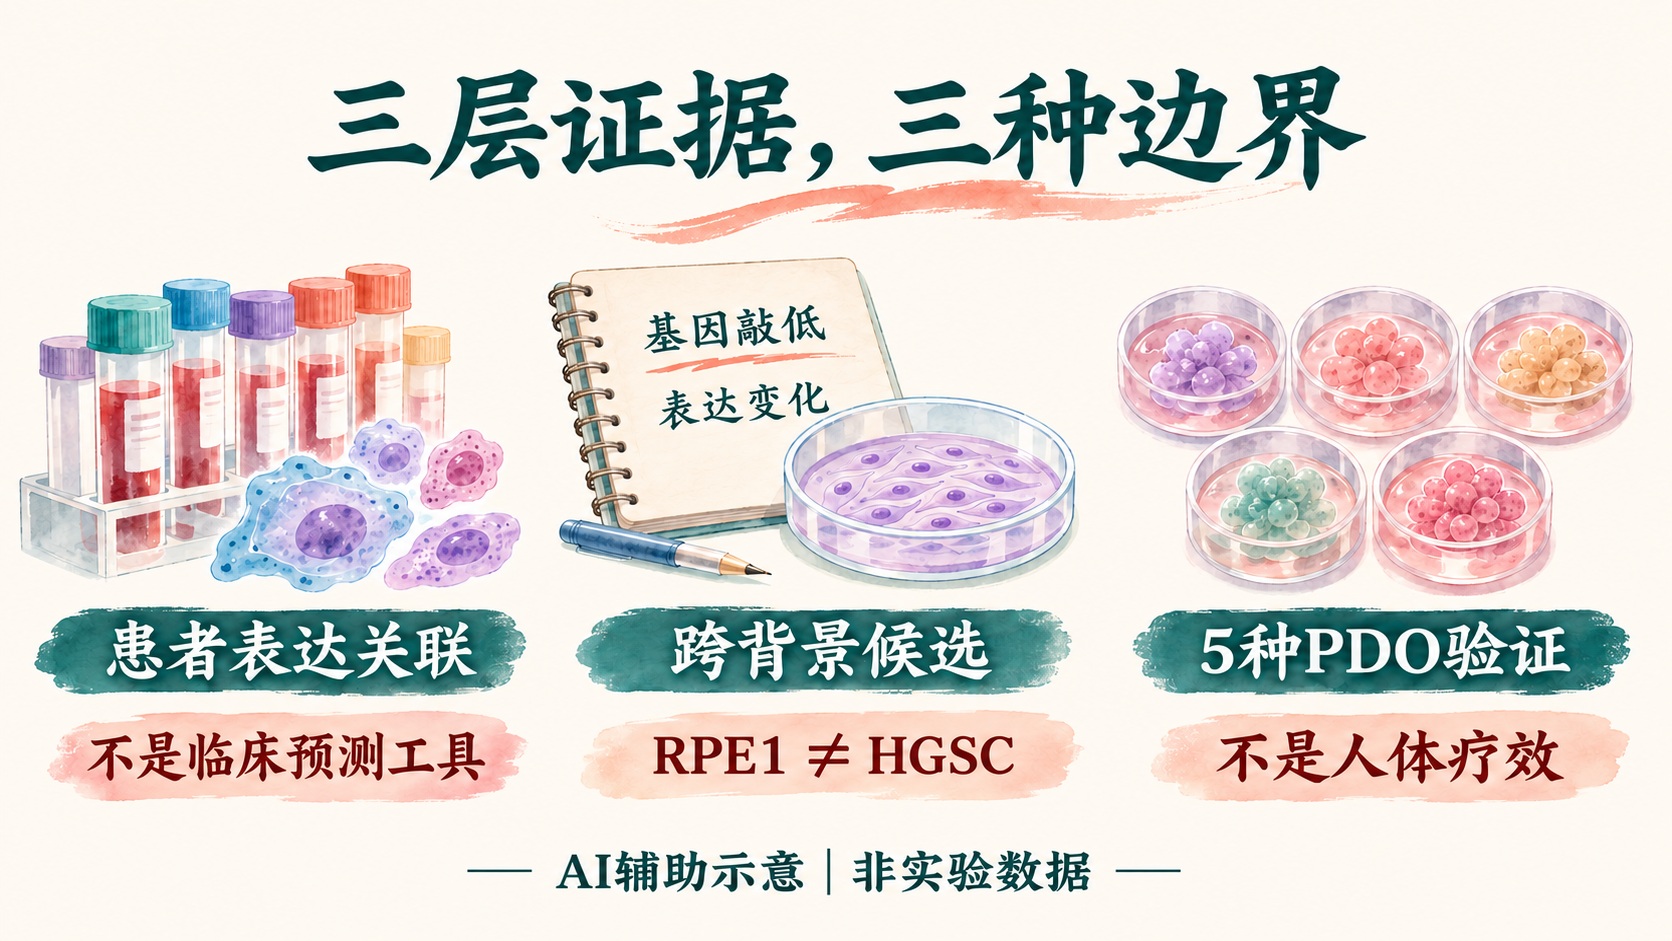 三层证据，三种边界
基因敲低
表达变化
患者表达关联
跨背景候选
5种PDO验证
不是临床预测工具
RPE1 ≠ HGSC
不是人体疗效
AI辅助示意｜非实验数据